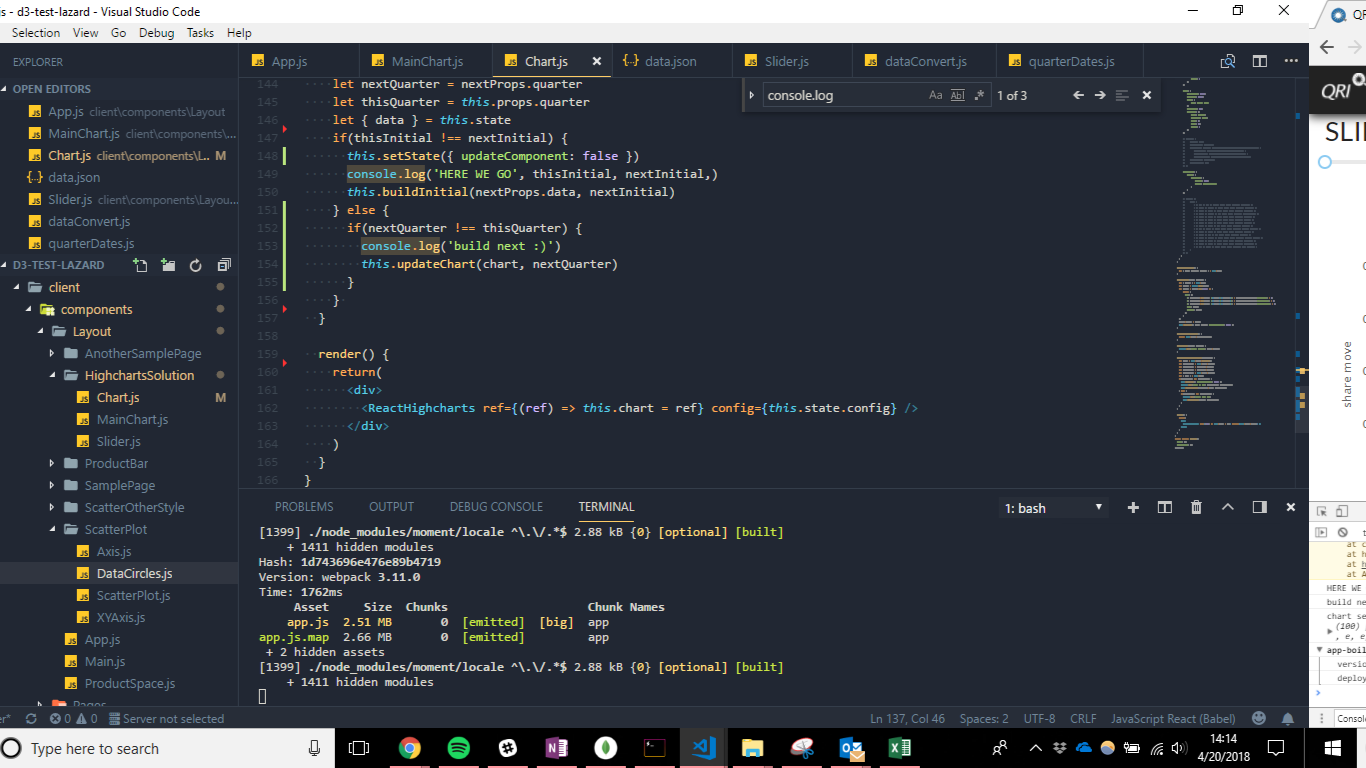 is - d3-test-lazard - Visual Studio Code
Selection View Go Debug Tasks Help
EXPLORER
OPEN EDITORS
App.js client\components\Layout
MainChart.js client\components\...
Chart.js client\components\L... M
data.json
Slider.js client\components\Layou...
dataConvert.js
quarterDates.js
D3-TEST-LAZARD
client
components
Layout
AnotherSamplePage
HighchartsSolution
Chart.js M
MainChart.js
Slider.js
ProductBar
SamplePage
ScatterOtherStyle
ScatterPlot
Axis.js
DataCircles.js
ScatterPlot.js
XYAxis.js
App.js
Main.js
ProductSpace.js
Pages
App.js MainChart.js Chart.js data.json Slider.js dataConvert.js quarterDates.js
console.log Aa Abl .* 1 of 3
144 let nextQuarter = nextProps.quarter
145 let thisQuarter = this.props.quarter
146 let { data } = this.state
147 if(thisInitial !== nextInitial) {
148 this.setState({ updateComponent: false })
149 console.log('HERE WE GO', thisInitial, nextInitial,)
150 this.buildInitial(nextProps.data, nextInitial)
151 } else {
152 if(nextQuarter !== thisQuarter) {
153 console.log('build next :)')
154 this.updateChart(chart, nextQuarter)
155 }
156 }
157 }
158
159 render() {
160 return(
161 <div>
162 <ReactHighcharts ref={(ref) => this.chart = ref} config={this.state.config} />
163 </div>
164 )
165 }
166 }
PROBLEMS OUTPUT DEBUG CONSOLE TERMINAL 1: bash
[1399] ./node_modules/moment/locale ^\.\/.*$ 2.88 kB {0} [optional] [built]
+ 1411 hidden modules
Hash: 1d743696e476e89b4719
Version: webpack 3.11.0
Time: 1762ms
Asset Size Chunks Chunk Names
app.js 2.51 MB 0 [emitted] [big] app
app.js.map 2.66 MB 0 [emitted] app
+ 2 hidden assets
[1399] ./node_modules/moment/locale ^\.\/.*$ 2.88 kB {0} [optional] [built]
+ 1411 hidden modules
er* 0 0 Server not selected Ln 137, Col 46 Spaces: 2 UTF-8 CRLF JavaScript React (Babel)
QR
QRI
SLID
share move
at c
at h
at h
at A
HERE WE
build ne
chart se
(100)
, e, e
app-boil
versio
deploy
Consol
Type here to search
14:14
4/20/2018